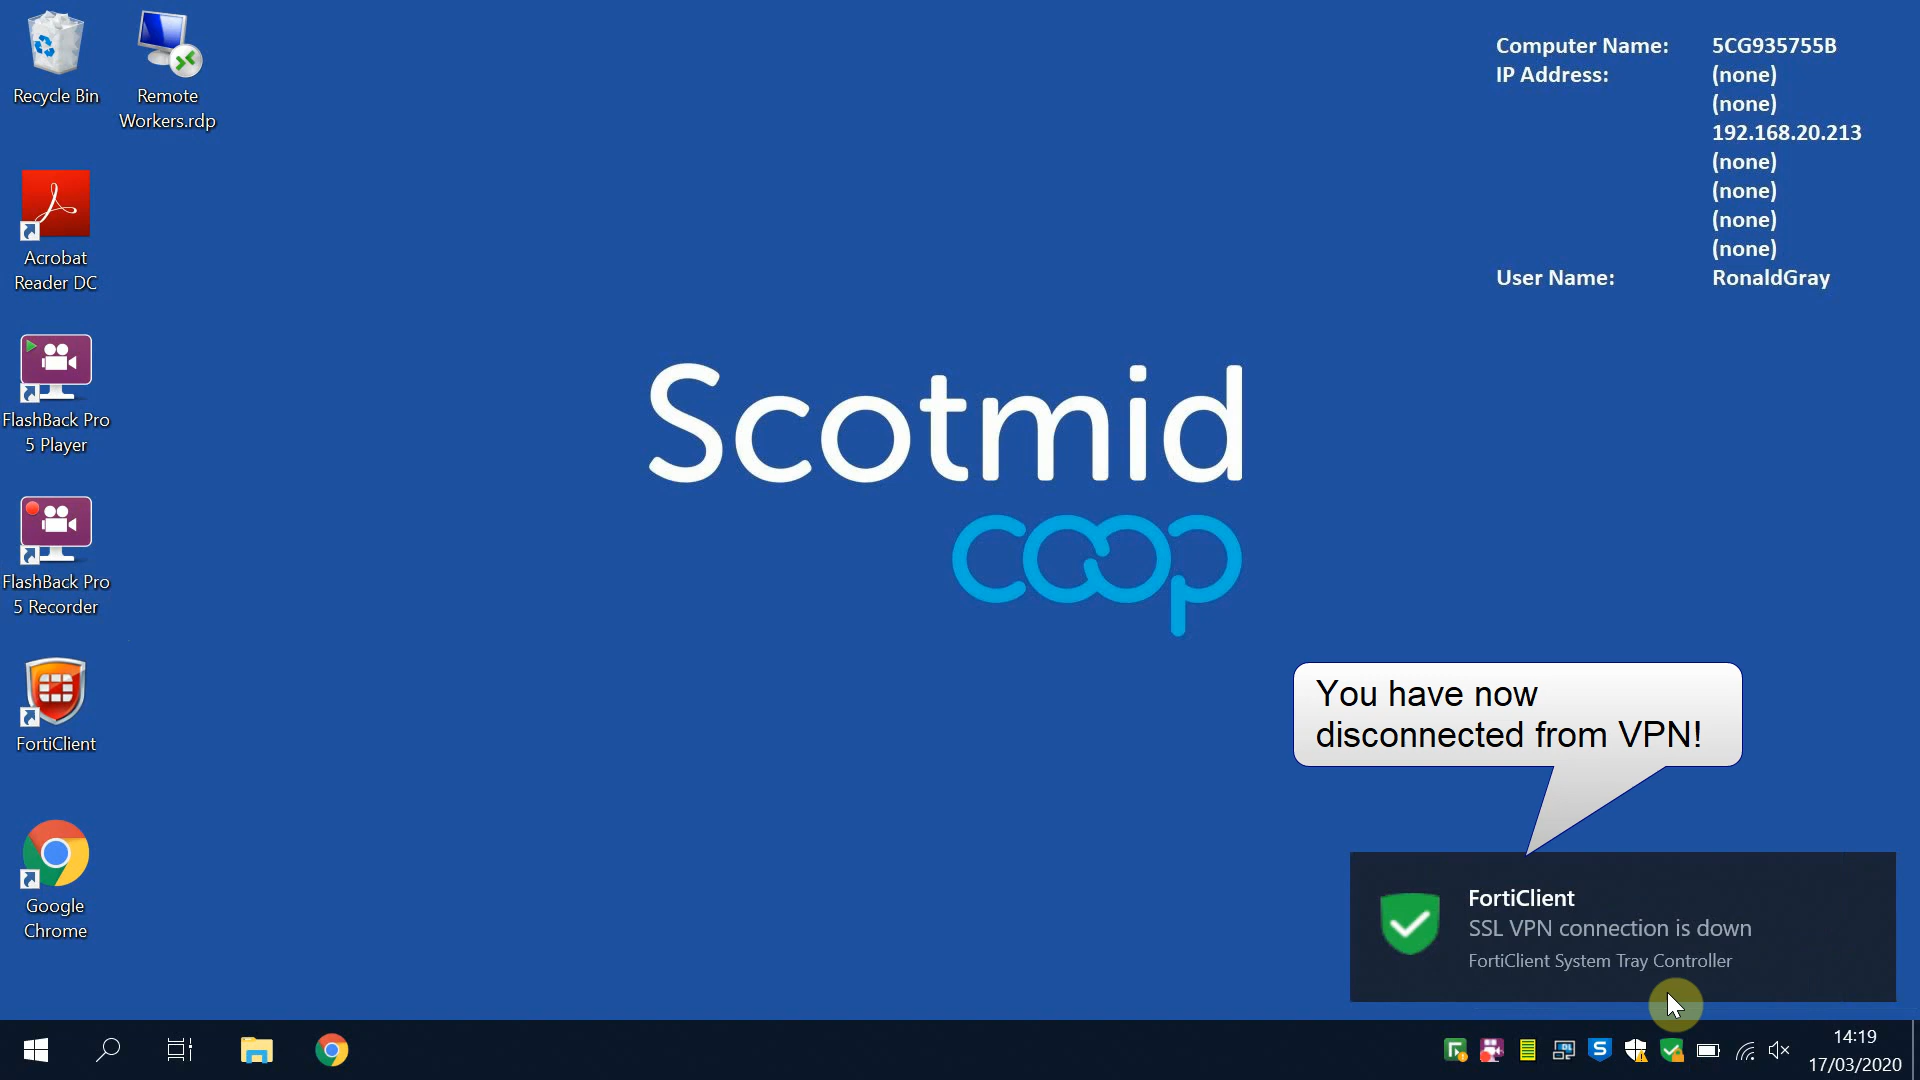 Recycle Bin
Remote
Workers.rdp
Computer Name: 5CG935755B
IP Address: (none)
(none)
192.168.20.213
(none)
(none)
(none)
(none)
User Name: RonaldGray
Acrobat
Reader DC
FlashBack Pro
5 Player
FlashBack Pro
5 Recorder
FortiClient
Google
Chrome
Scotmid
coop
You have now
disconnected from VPN!
FortiClient
SSL VPN connection is down
FortiClient System Tray Controller
14:19
17/03/2020